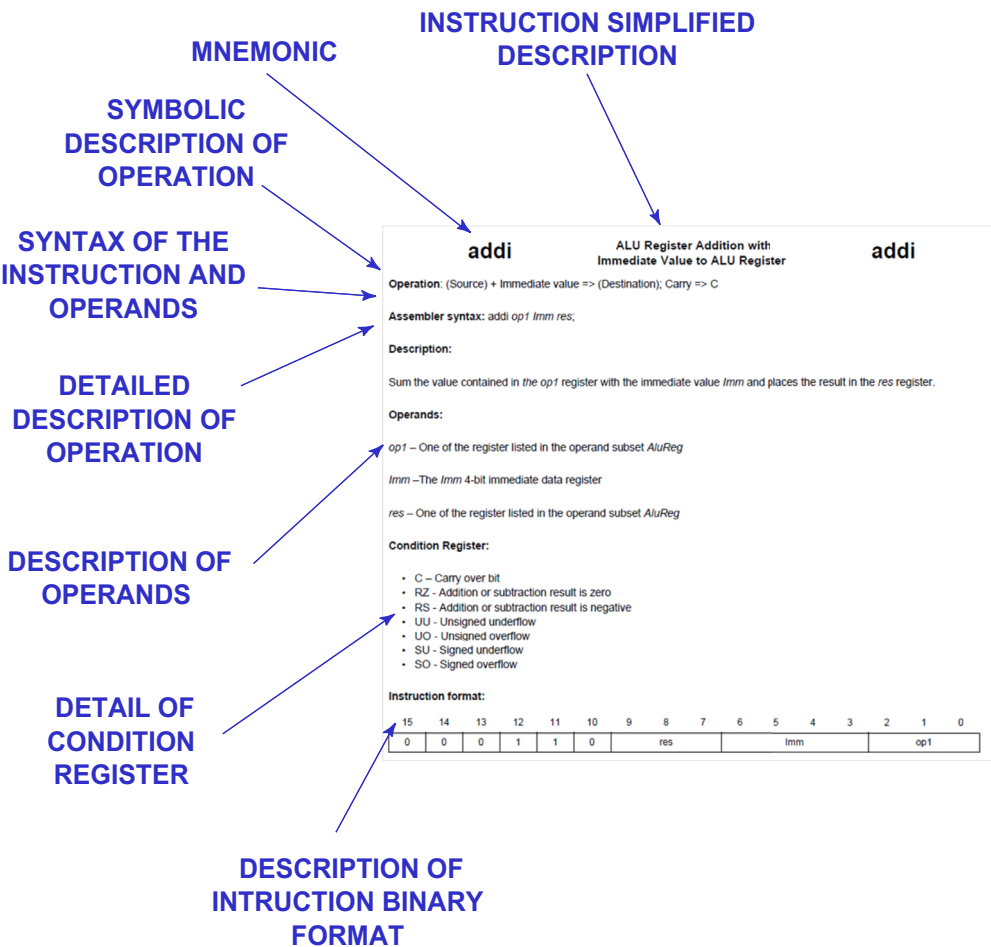 INSTRUCTION SIMPLIFIED
DESCRIPTION
MNEMONIC
SYMBOLIC
DESCRIPTION OF
OPERATION
SYNTAX OF THE
INSTRUCTION AND
OPERANDS
DETAILED
DESCRIPTION OF
OPERATION
DESCRIPTION OF
OPERANDS
DETAIL OF
CONDITION
REGISTER
DESCRIPTION OF
INTRUCTION BINARY
FORMAT
addi
ALU Register Addition with
Immediate Value to ALU Register
addi
Operation: (Source) + Immediate value => (Destination); Carry => C
Assembler syntax: addi op1 Imm res;
Description:
Sum the value contained in the op1 register with the immediate value Imm and places the result in the res register.
Operands:
op1 – One of the register listed in the operand subset AluReg
Imm –The Imm 4-bit immediate data register
res – One of the register listed in the operand subset AluReg
Condition Register:
• C – Carry over bit
• RZ - Addition or subtraction result is zero
• RS - Addition or subtraction result is negative
• UU - Unsigned underflow
• UO - Unsigned overflow
• SU - Signed underflow
• SO - Signed overflow
Instruction format:
15 14 13 12 11 10 9 8 7 6 5 4 3 2 1 0
0 0 0 1 1 0 res Imm op1